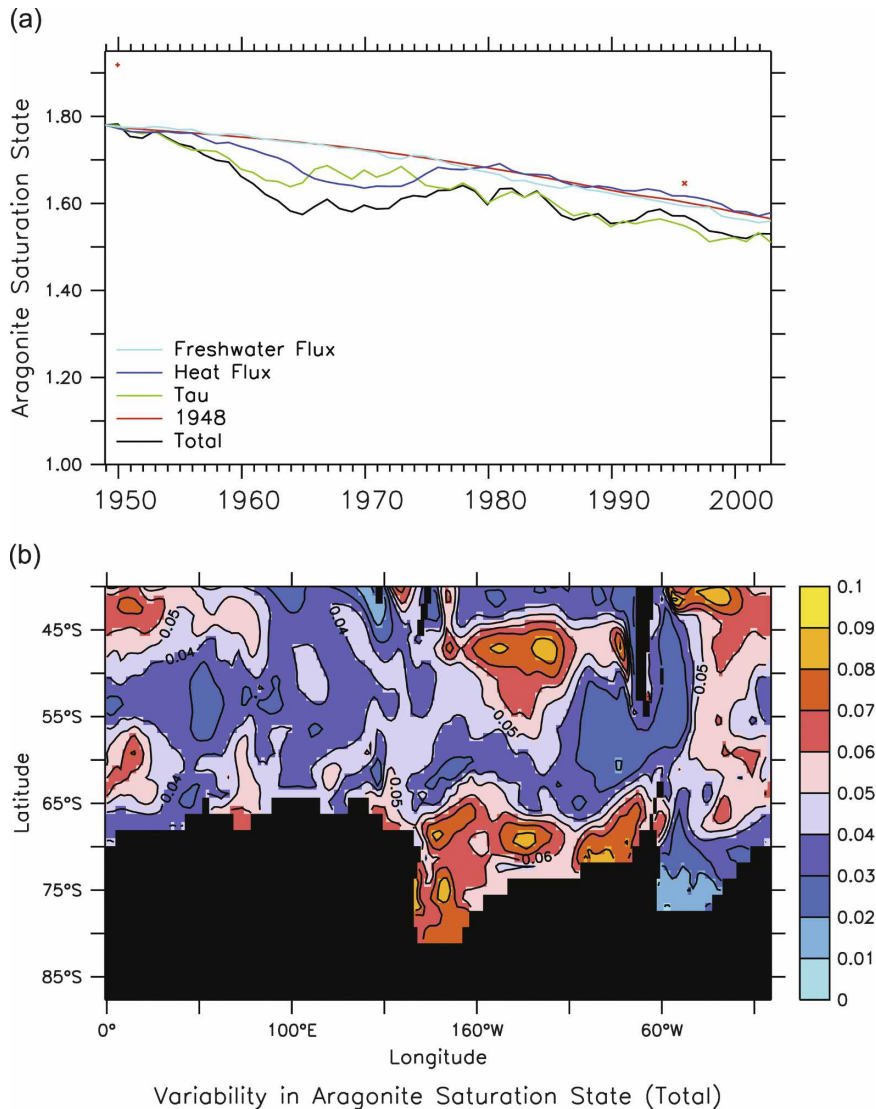 (a)
Aragonite Saturation State
1.80
1.60
1.40
1.20
1.00
Freshwater Flux
Heat Flux
Tau
1948
Total
1950
1960
1970
1980
1990
2000
(b)
Latitude
45°S
55°S
65°S
75°S
85°S
0.05
0.04
0.04
0.05
0.05
0.04
0.05
0.06
0.1
0.09
0.08
0.07
0.06
0.05
0.04
0.03
0.02
0.01
0
0°
100°E
160°W
60°W
Longitude
Variability in Aragonite Saturation State (Total)